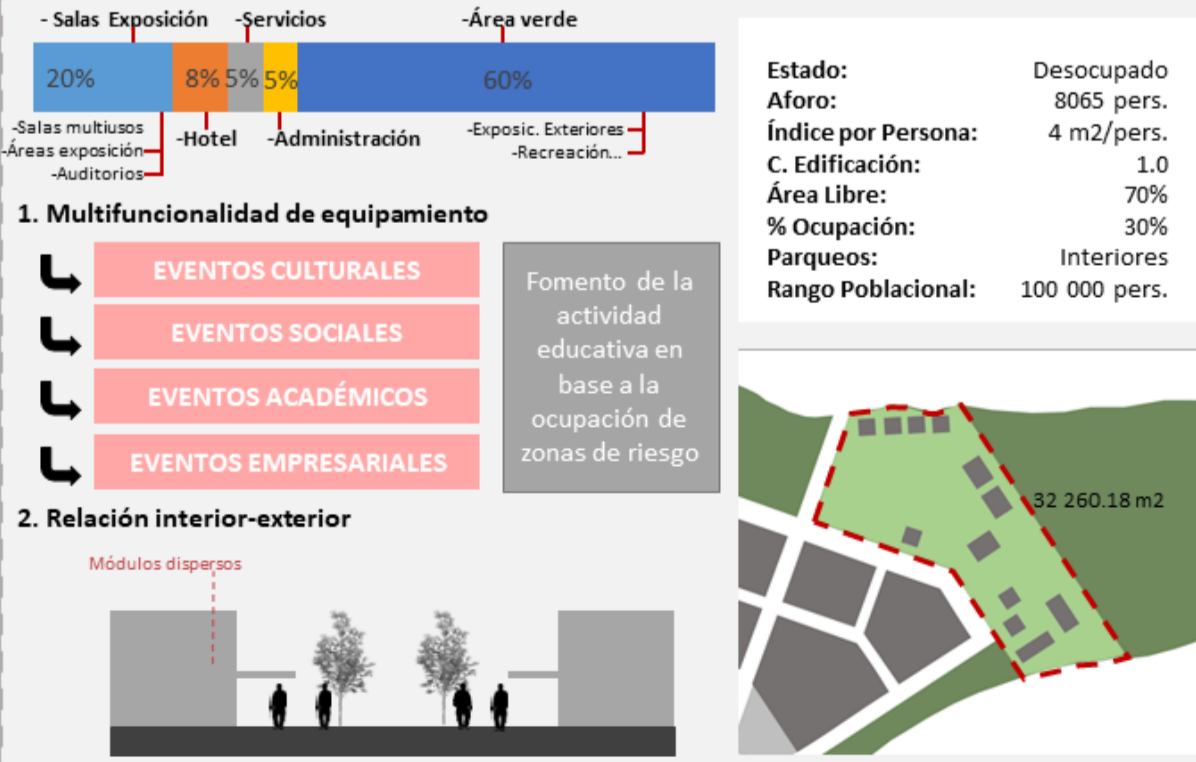 - Salas Exposición
-Servicios
-Área verde
20%
8%
5%
5%
60%
-Salas multiusos
-Áreas exposición
-Auditorios
-Hotel
-Administración
-Exposic. Exteriores
-Recreación...
1. Multifuncionalidad de equipamiento
EVENTOS CULTURALES
EVENTOS SOCIALES
EVENTOS ACADÉMICOS
EVENTOS EMPRESARIALES
Fomento de la
actividad
educativa en
base a la
ocupación de
zonas de riesgo
2. Relación interior-exterior
Módulos dispersos
Estado: Desocupado
Aforo: 8065 pers.
Índice por Persona: 4 m2/pers.
C. Edificación: 1.0
Área Libre: 70%
% Ocupación: 30%
Parqueos: Interiores
Rango Poblacional: 100 000 pers.
32 260.18 m2